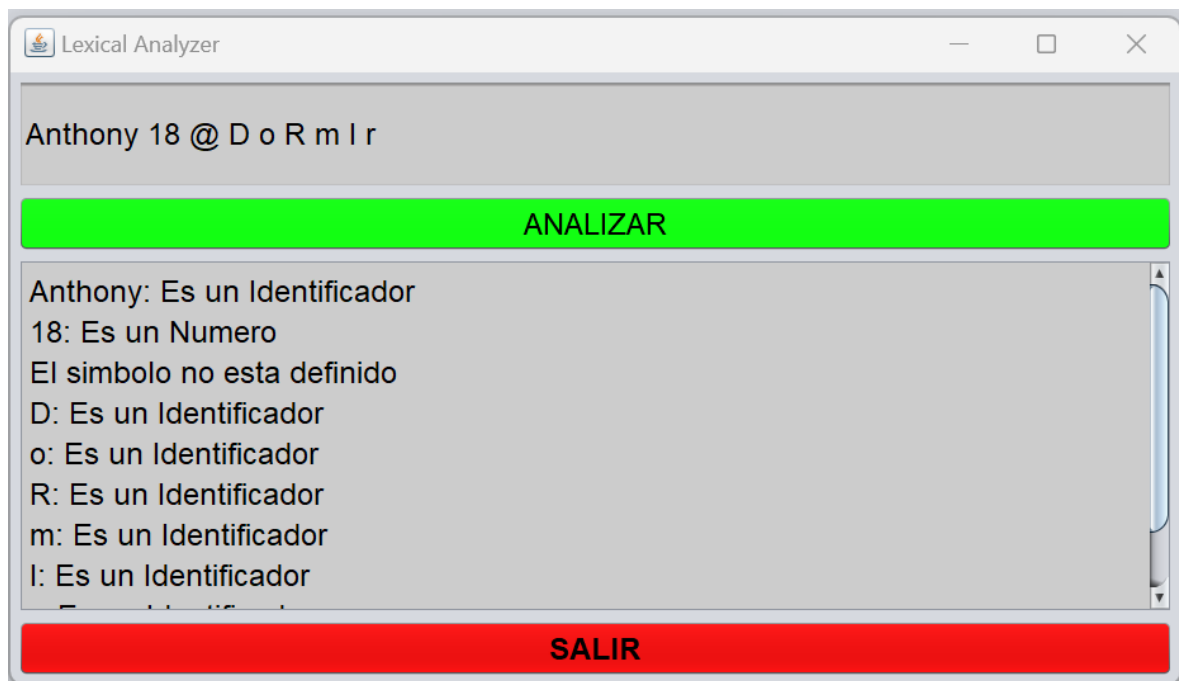 Lexical Analyzer
Anthony 18 @ D o R m I r
ANALIZAR
Anthony: Es un Identificador
18: Es un Numero
El simbolo no esta definido
D: Es un Identificador
o: Es un Identificador
R: Es un Identificador
m: Es un Identificador
I: Es un Identificador
SALIR